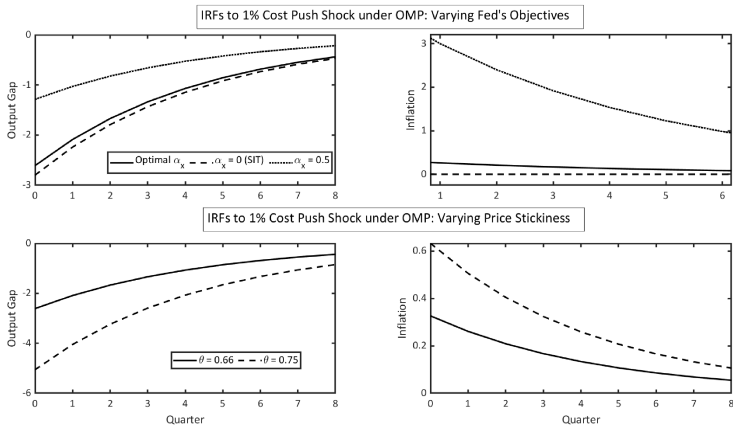 IRFs to 1% Cost Push Shock under OMP: Varying Fed's Objectives
Output Gap
0
-1
-2
-3
Optimal αx αx = 0 (SIT) αx = 0.5
0 1 2 3 4 5 6 7 8
Inflation
3
2
1
0
1 2 3 4 5 6
IRFs to 1% Cost Push Shock under OMP: Varying Price Stickiness
Output Gap
0
-2
-4
-6
θ = 0.66 θ = 0.75
0 1 2 3 4 5 6 7 8
Quarter
Inflation
0.6
0.4
0.2
0
0 1 2 3 4 5 6 7 8
Quarter